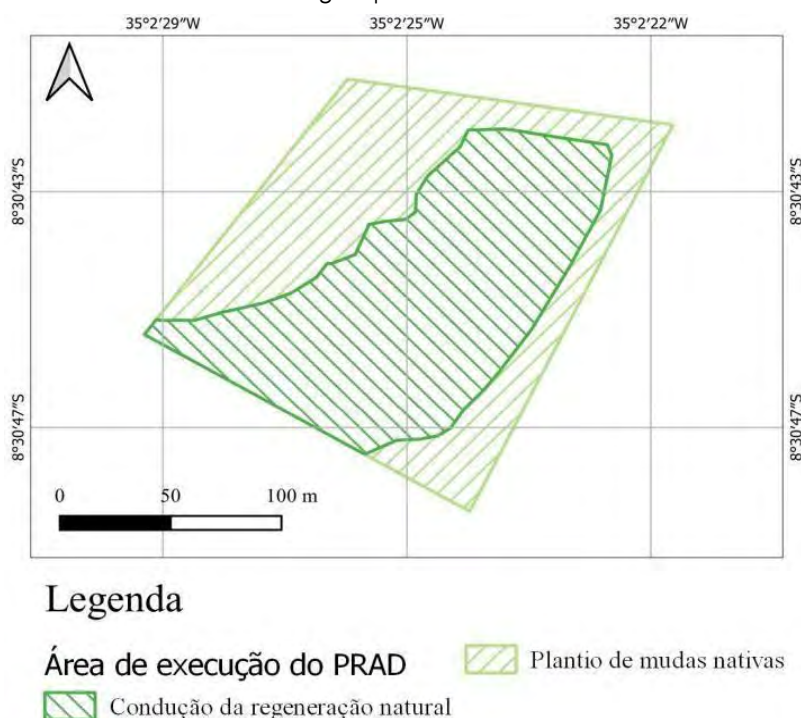 35°2′29″W 35°2′25″W 35°2′22″W
8°30′43″S 8°30′43″S
8°30′47″S 8°30′47″S
0 50 100 m
Legenda
Área de execução do PRAD
Plantio de mudas nativas
Condução da regeneração natural